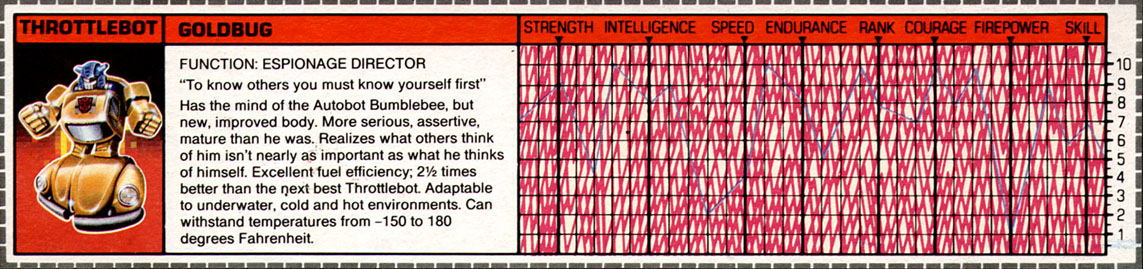 THROTTLEBOT
GOLDBUG
STRENGTH INTELLIGENCE SPEED ENDURANCE RANK COURAGE FIREPOWER SKILL
FUNCTION: ESPIONAGE DIRECTOR
“To know others you must know yourself first”
Has the mind of the Autobot Bumblebee, but
new, improved body. More serious, assertive,
mature than he was. Realizes what others think
of him isn't nearly as important as what he thinks
of himself. Excellent fuel efficiency; 2½ times
better than the next best Throttlebot. Adaptable
to underwater, cold and hot environments. Can
withstand temperatures from –150 to 180
degrees Fahrenheit.
10
9
8
7
6
5
4
3
2
1